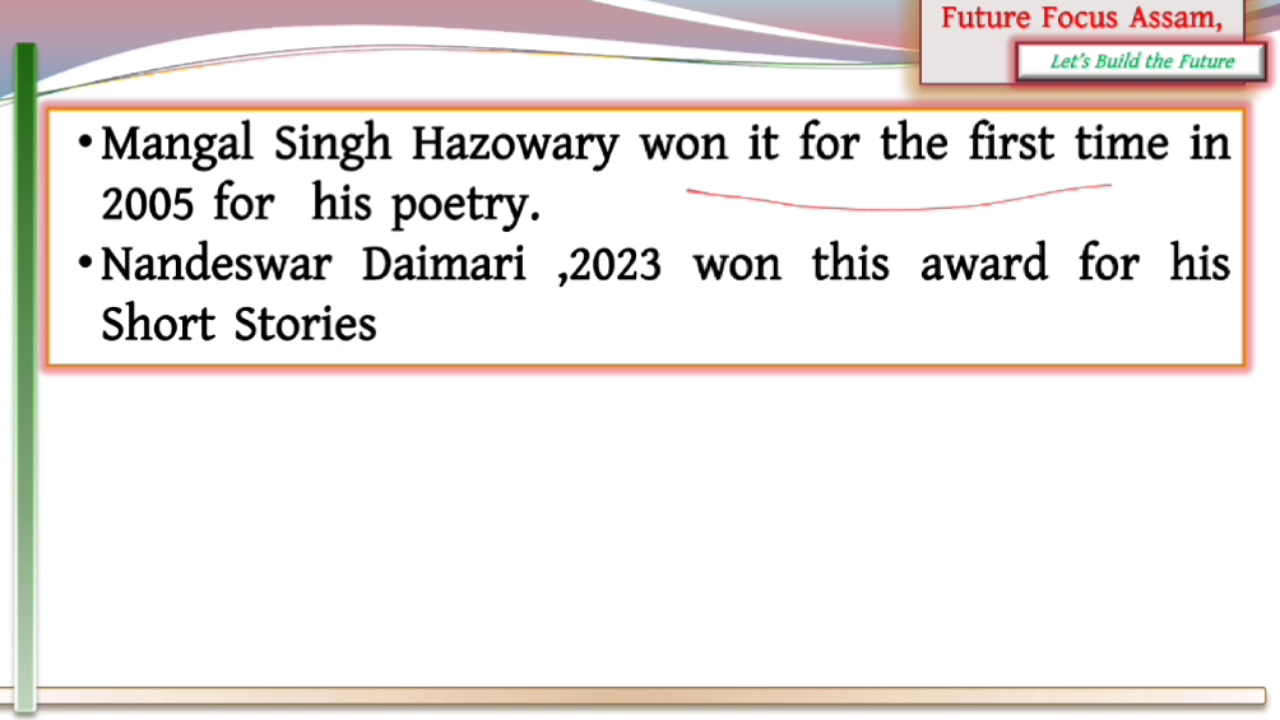 Future Focus Assam,
Let's Build the Future
•Mangal Singh Hazowary won it for the first time in
2005 for his poetry.
•Nandeswar Daimari ,2023 won this award for his
Short Stories